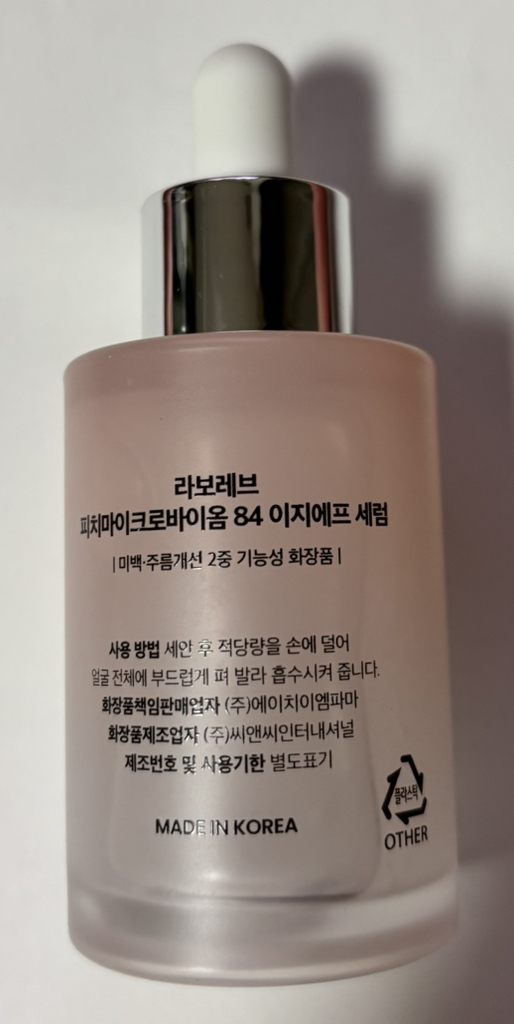 라보레브
피치마이크로바이옴 84 이지에프 세럼
| 미백·주름개선 2중 기능성 화장품 |
사용 방법 세안 후 적당량을 손에 덜어
얼굴 전체에 부드럽게 펴 발라 흡수시켜 줍니다.
화장품책임판매업자 (주)에이치이엠파마
화장품제조업자 (주)씨앤씨인터내셔널
제조번호 및 사용기한 별도표기
MADE IN KOREA
플라스틱
OTHER